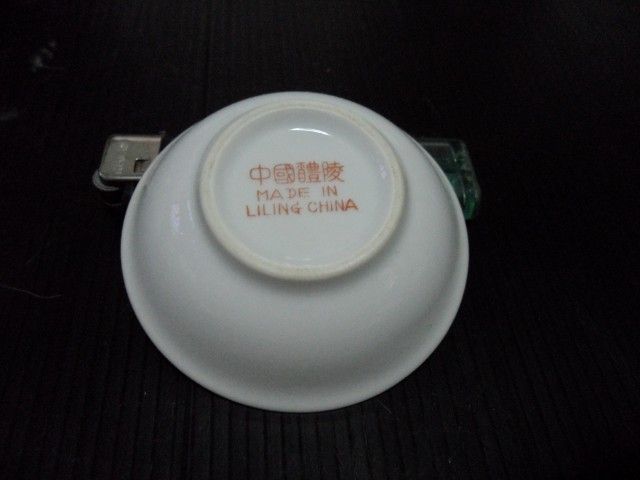 中國醴陵
MADE IN
LILING CHINA